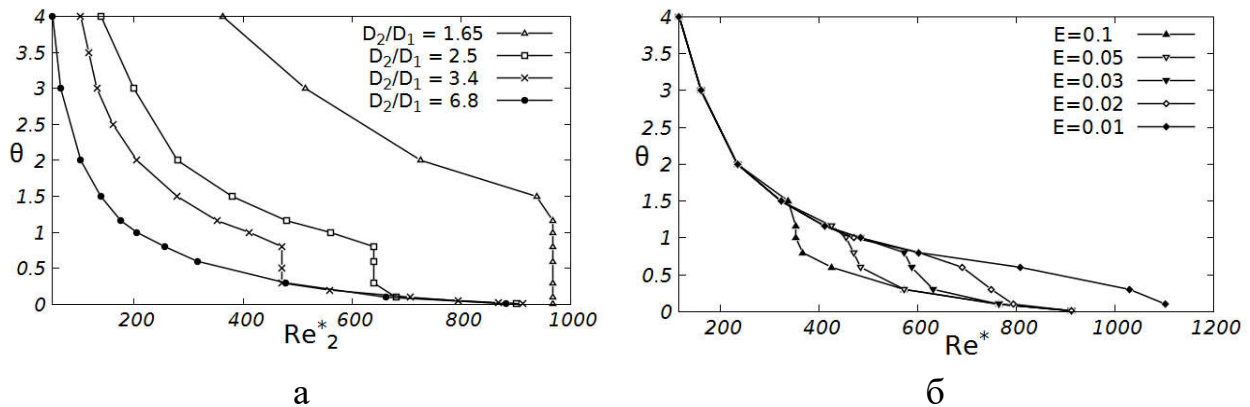 4
3.5
3
2.5
θ
2
1.5
1
0.5
0
200
400
600
800
1000
Re*2
D2/D1 = 1.65
D2/D1 = 2.5
D2/D1 = 3.4
D2/D1 = 6.8
а
4
3.5
3
2.5
θ
2
1.5
1
0.5
0
200
400
600
800
1000
1200
Re*
E=0.1
E=0.05
E=0.03
E=0.02
E=0.01
б